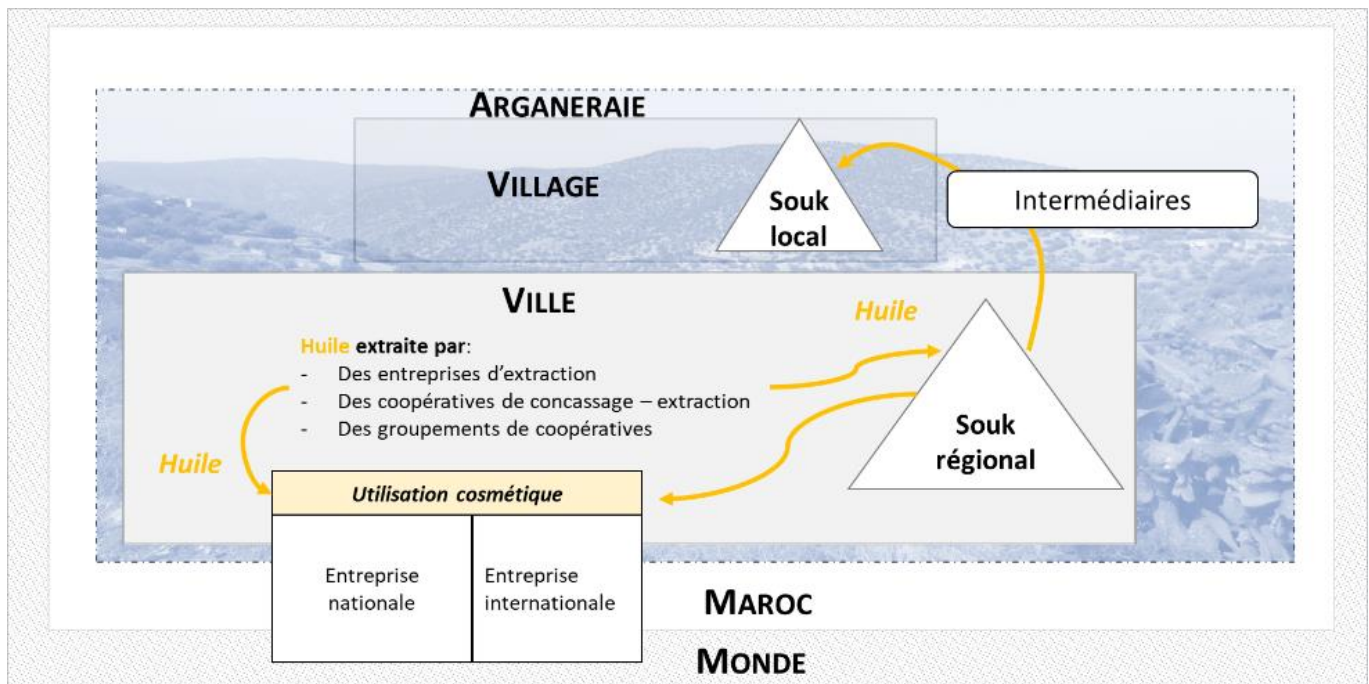 ARGANERAIE
VILLAGE
Souk
local
Intermédiaires
VILLE
Huile
Huile extraite par:
- Des entreprises d’extraction
- Des coopératives de concassage – extraction
- Des groupements de coopératives
Souk
régional
Huile
Utilisation cosmétique
Entreprise
nationale
Entreprise
internationale
MAROC
MONDE